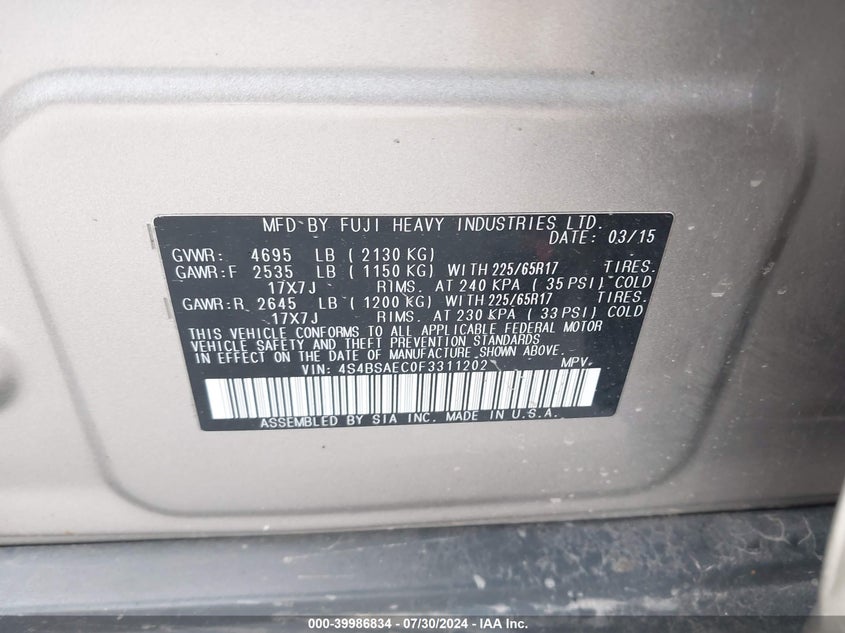 MFD BY FUJI HEAVY INDUSTRIES LTD.
DATE: 03/15
GVWR: 4695 LB ( 2130 KG)
GAWR:F 2535 LB ( 1150 KG) WITH 225/65R17 TIRES.
17X7J RIMS. AT 240 KPA ( 35 PSI) COLD
GAWR:R 2645 LB ( 1200 KG) WITH 225/65R17 TIRES.
17X7J RIMS. AT 230 KPA ( 33 PSI) COLD
THIS VEHICLE CONFORMS TO ALL APPLICABLE FEDERAL MOTOR
VEHICLE SAFETY AND THEFT PREVENTION STANDARDS
IN EFFECT ON THE DATE OF MANUFACTURE SHOWN ABOVE.
VIN: 4S4BSAEC0F3311202 MPV
ASSEMBLED BY SIA INC. MADE IN U.S.A.
000-39986834 / 07/30/2024 - IAA Inc.